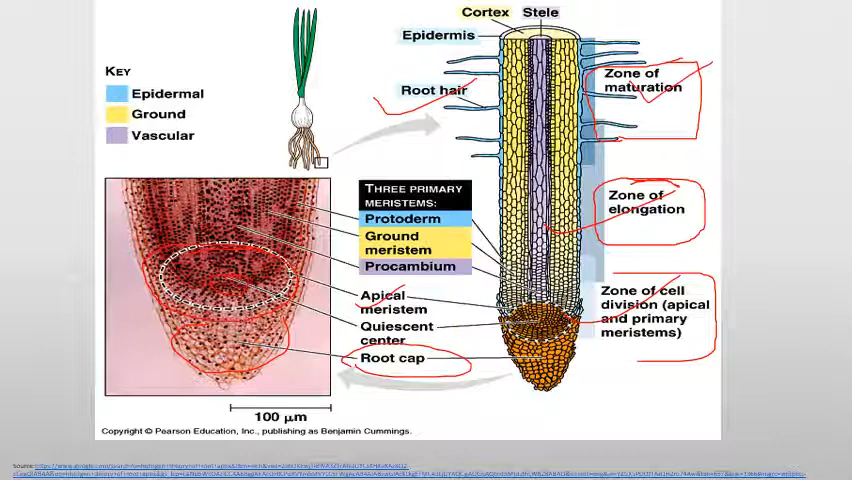 Cortex Stele
Epidermis
KEY
Epidermal
Ground
Vascular
Root hair
Zone of
maturation
THREE PRIMARY
MERISTEMS:
Protoderm
Ground
meristem
Procambium
Zone of
elongation
Apical
meristem
Quiescent
center
Root cap
Zone of cell
division (apical
and primary
meristems)
100 µm
Copyright © Pearson Education, Inc., publishing as Benjamin Cummings.
Source: